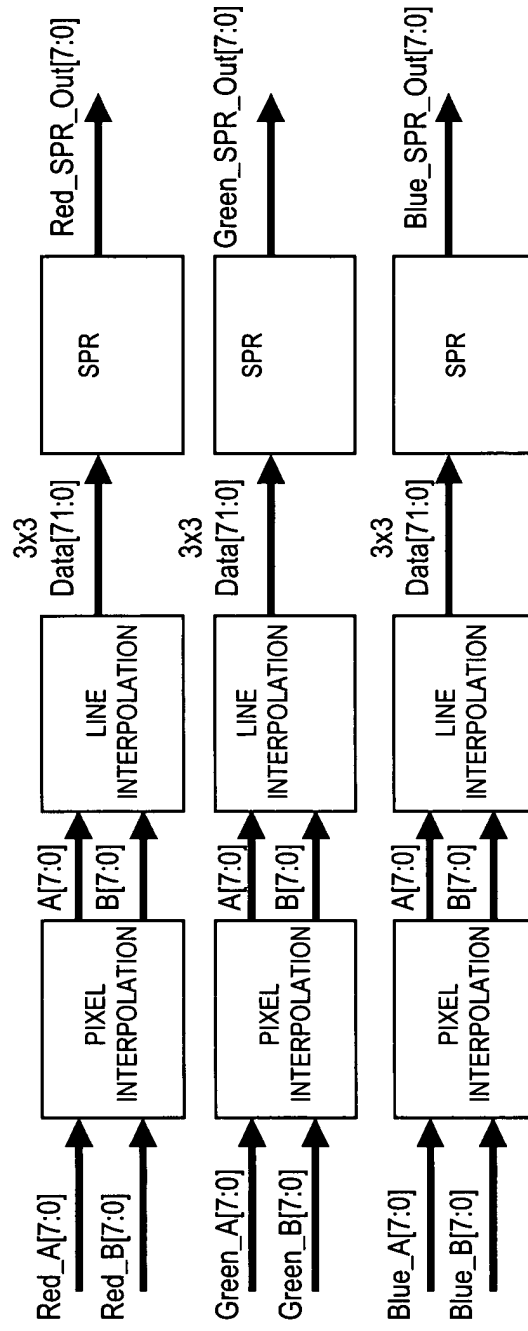 Red_A[7:0]
Red_B[7:0]
PIXEL
INTERPOLATION
A[7:0]
B[7:0]
LINE
INTERPOLATION
3x3
Data[71:0]
SPR
Red_SPR_Out[7:0]
Green_A[7:0]
Green_B[7:0]
PIXEL
INTERPOLATION
A[7:0]
B[7:0]
LINE
INTERPOLATION
3x3
Data[71:0]
SPR
Green_SPR_Out[7:0]
Blue_A[7:0]
Blue_B[7:0]
PIXEL
INTERPOLATION
A[7:0]
B[7:0]
LINE
INTERPOLATION
3x3
Data[71:0]
SPR
Blue_SPR_Out[7:0]